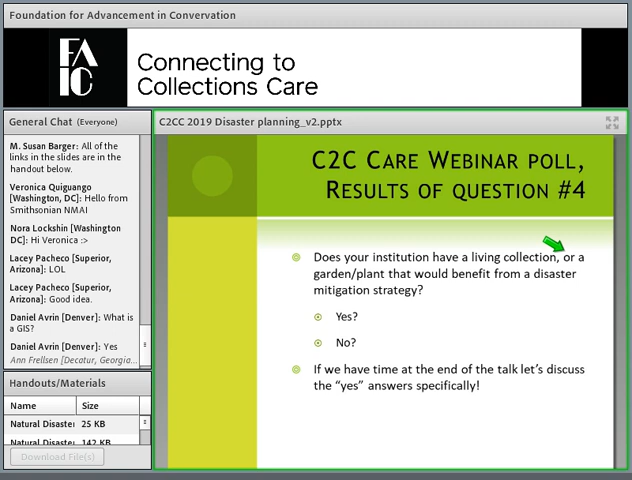 Foundation for Advancement in Convervation
FA
IC
Connecting to
Collections Care
General Chat (Everyone)
M. Susan Barger: All of the
links in the slides are in the
handout below.
Veronica Quiguango
[Washington, DC]: Hello from
Smithsonian NMAI
Nora Lockshin [Washington
DC]: Hi Veronica :>
Lacey Pacheco [Superior,
Arizona]: LOL
Lacey Pacheco [Superior,
Arizona]: Good idea.
Daniel Avrin [Denver]: What is
a GIS?
Daniel Avrin [Denver]: Yes
Ann Frellsen [Decatur, Georgia...
Handouts/Materials
Name Size
Natural Disaster 25 KB
Natural Disaster 142 KB
Download File(s)
C2CC 2019 Disaster planning_v2.pptx
C2C Care Webinar poll,
Results of question #4
Does your institution have a living collection, or a
garden/plant that would benefit from a disaster
mitigation strategy?
Yes?
No?
If we have time at the end of the talk let's discuss
the “yes” answers specifically!